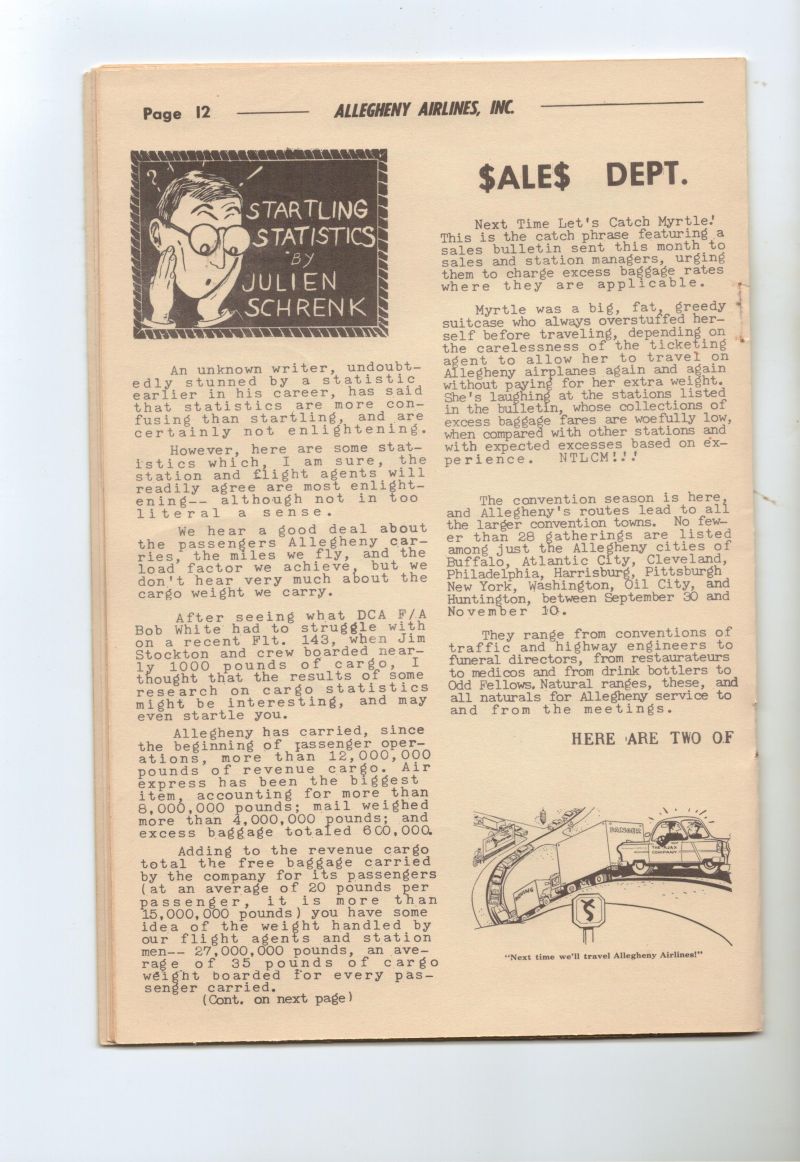 Page 12
ALLEGHENY AIRLINES, INC.
?
STARTLING
STATISTICS
BY
JULIEN
SCHRENK
An unknown writer, undoubt-
edly stunned by a statistic
earlier in his career, has said
that statistics are more con-
fusing than startling, and are
certainly not enlightening.
However, here are some stat-
istics which, I am sure, the
station and flight agents will
readily agree are most enlight-
ening-- although not in too
literal a sense.
We hear a good deal about
the passengers Allegheny car-
ries, the miles we fly, and the
load factor we achieve, but we
don't hear very much about the
cargo weight we carry.
After seeing what DCA F/A
Bob White had to struggle with
on a recent Flt. 143, when Jim
Stockton and crew boarded near-
ly 1000 pounds of cargo, I
thought that the results of some
research on cargo statistics
might be interesting, and may
even startle you.
Allegheny has carried, since
the beginning of passenger oper-
ations, more than 12,000,000
pounds of revenue cargo. Air
express has been the biggest
item, accounting for more than
8,000,000 pounds; mail weighed
more than 4,000,000 pounds; and
excess baggage totaled 600,000.
Adding to the revenue cargo
total the free baggage carried
by the company for its passengers
(at an average of 20 pounds per
passenger, it is more than
15,000,000 pounds) you have some
idea of the weight handled by
our flight agents and station
men-- 27,000,000 pounds, an ave-
rage of 35 pounds of cargo
weight boarded for every pas-
senger carried.
(Cont. on next page)
$ALE$ DEPT.
Next Time Let's Catch Myrtle!
This is the catch phrase featuring a
sales bulletin sent this month to
sales and station managers, urging
them to charge excess baggage rates
where they are applicable.
Myrtle was a big, fat, greedy
suitcase who always overstuffed her-
self before traveling, depending on
the carelessness of the ticketing
agent to allow her to travel on
Allegheny airplanes again and again
without paying for her extra weight.
She's laughing at the stations listed
in the bulletin, whose collections of
excess baggage fares are woefully low,
when compared with other stations and
with expected excesses based on ex-
perience. NTLCM!!!
The convention season is here,
and Allegheny's routes lead to all
the larger convention towns. No few-
er than 28 gatherings are listed
among just the Allegheny cities of
Buffalo, Atlantic City, Cleveland,
Philadelphia, Harrisburg, Pittsburgh
New York, Washington, Oil City, and
Huntington, between September 30 and
November 10.
They range from conventions of
traffic and highway engineers to
funeral directors, from restaurateurs
to medicos and from drink bottlers to
Odd Fellows. Natural ranges, these, and
all naturals for Allegheny service to
and from the meetings.
HERE ARE TWO OF
DANGER
THE AJAX
COMPANY
MOVING
"Next time we'll travel Allegheny Airlines!"